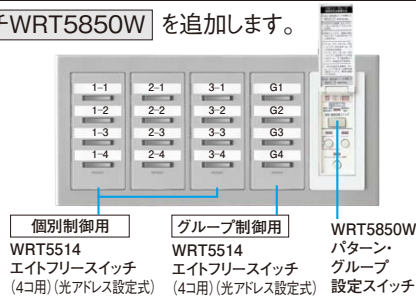 チWRT5850W を追加します。
1-1 2-1 3-1 G1
1-2 2-2 3-2 G2
1-3 2-3 3-3 G3
1-4 2-4 3-4 G4
個別制御用
WRT5514
エイトフリースイッチ
(4コ用)(光アドレス設定式)
グループ制御用
WRT5514
エイトフリースイッチ
(4コ用)(光アドレス設定式)
WRT5850W
パターン・
グループ
設定スイッチ